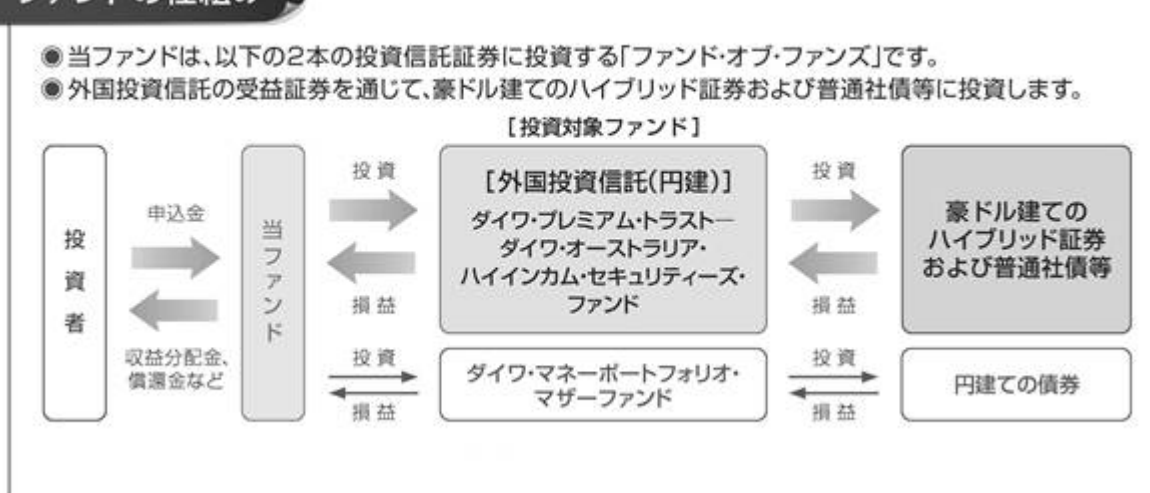 ファンドの仕組み
◉当ファンドは、以下の2本の投資信託証券に投資する「ファンド・オブ・ファンズ」です。
◉外国投資信託の受益証券を通じて、豪ドル建てのハイブリッド証券および普通社債等に投資します。
[投資対象ファンド]
投資者
申込金
収益分配金、
償還金など
当ファンド
投資
損益
投資
損益
[外国投資信託(円建)]
ダイワ・プレミアム・トラスト―
ダイワ・オーストラリア・
ハイインカム・セキュリティーズ・
ファンド
ダイワ・マネーポートフォリオ・
マザーファンド
投資
損益
投資
損益
豪ドル建ての
ハイブリッド証券
および普通社債等
円建ての債券